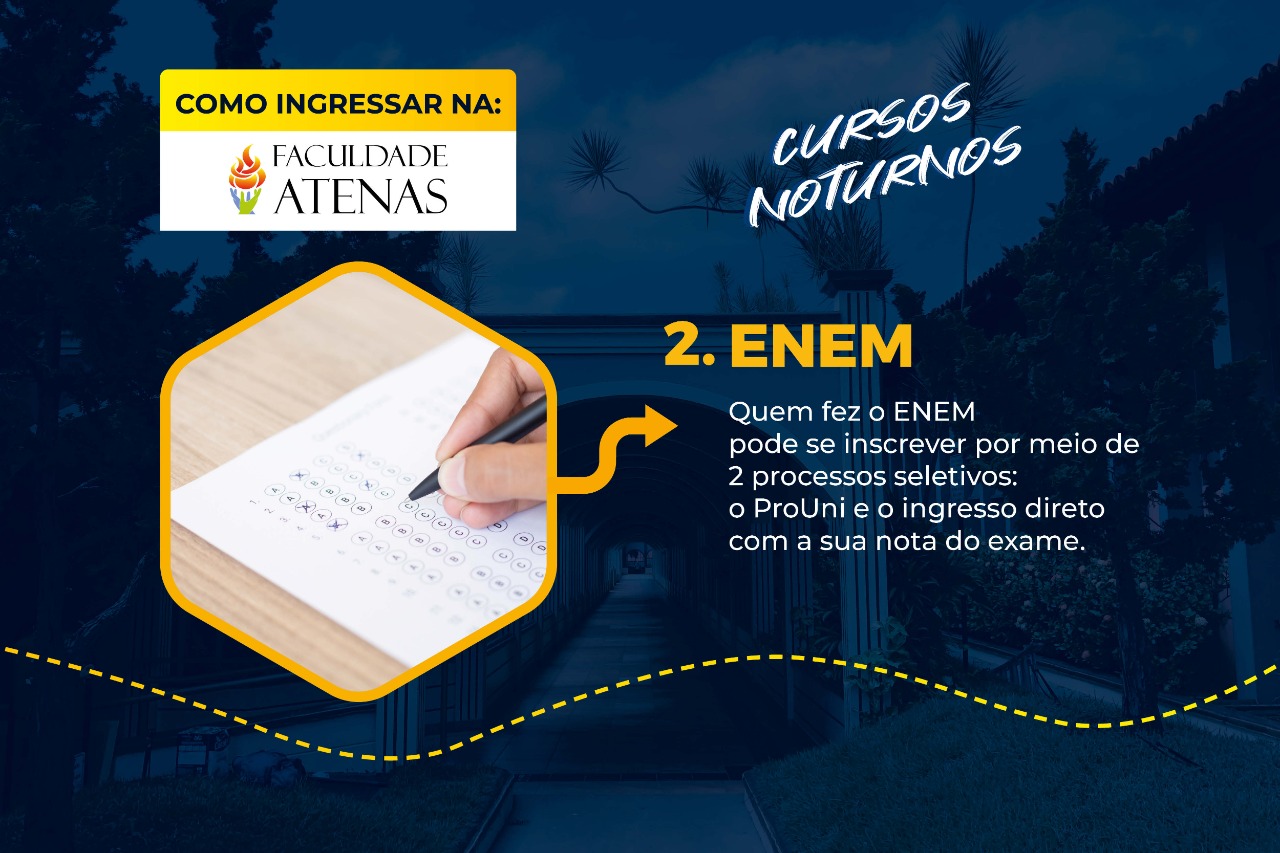 COMO INGRESSAR NA:
FACULDADE
ATENAS
CURSOS
NOTURNOS
2. ENEM
Quem fez o ENEM
pode se inscrever por meio de
2 processos seletivos:
o ProUni e o ingresso direto
com a sua nota do exame.